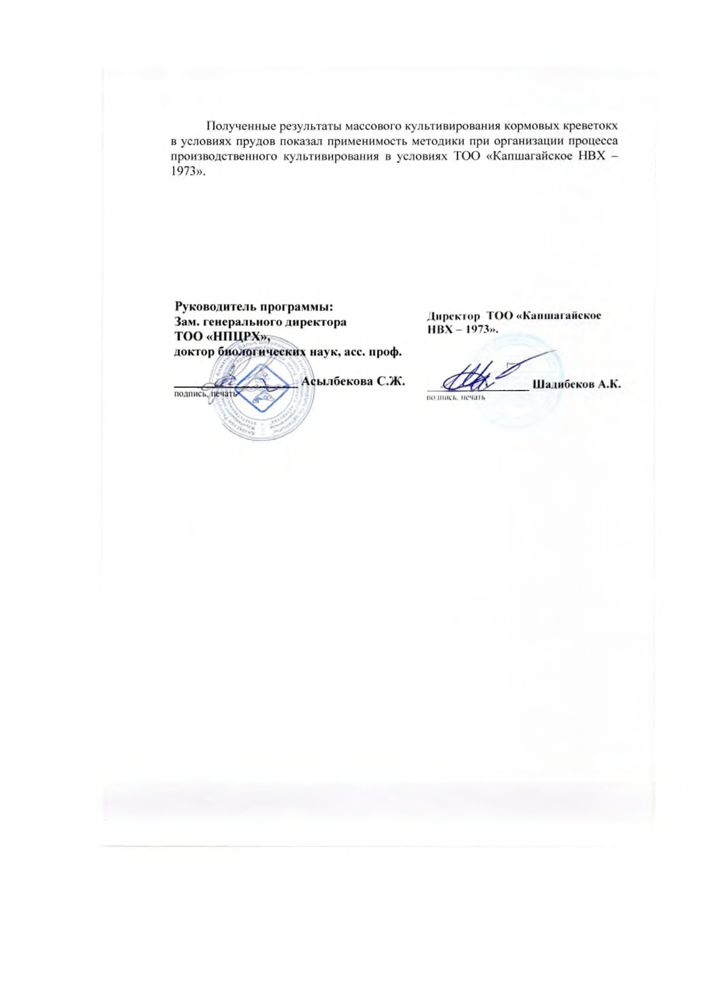 Полученные результаты массового культивирования кормовых креветокх
в условиях прудов показал применимость методики при организации процесса
производственного культивирования в условиях ТОО «Капшагайское НВХ –
1973».
Руководитель программы:
Зам. генерального директора
ТОО «НПЦРХ»,
доктор биологических наук, асс. проф.
Асылбекова С.Ж.
подпись, печать
Директор ТОО «Капшагайское
НВХ – 1973».
Шадибеков А.К.
подпись, печать